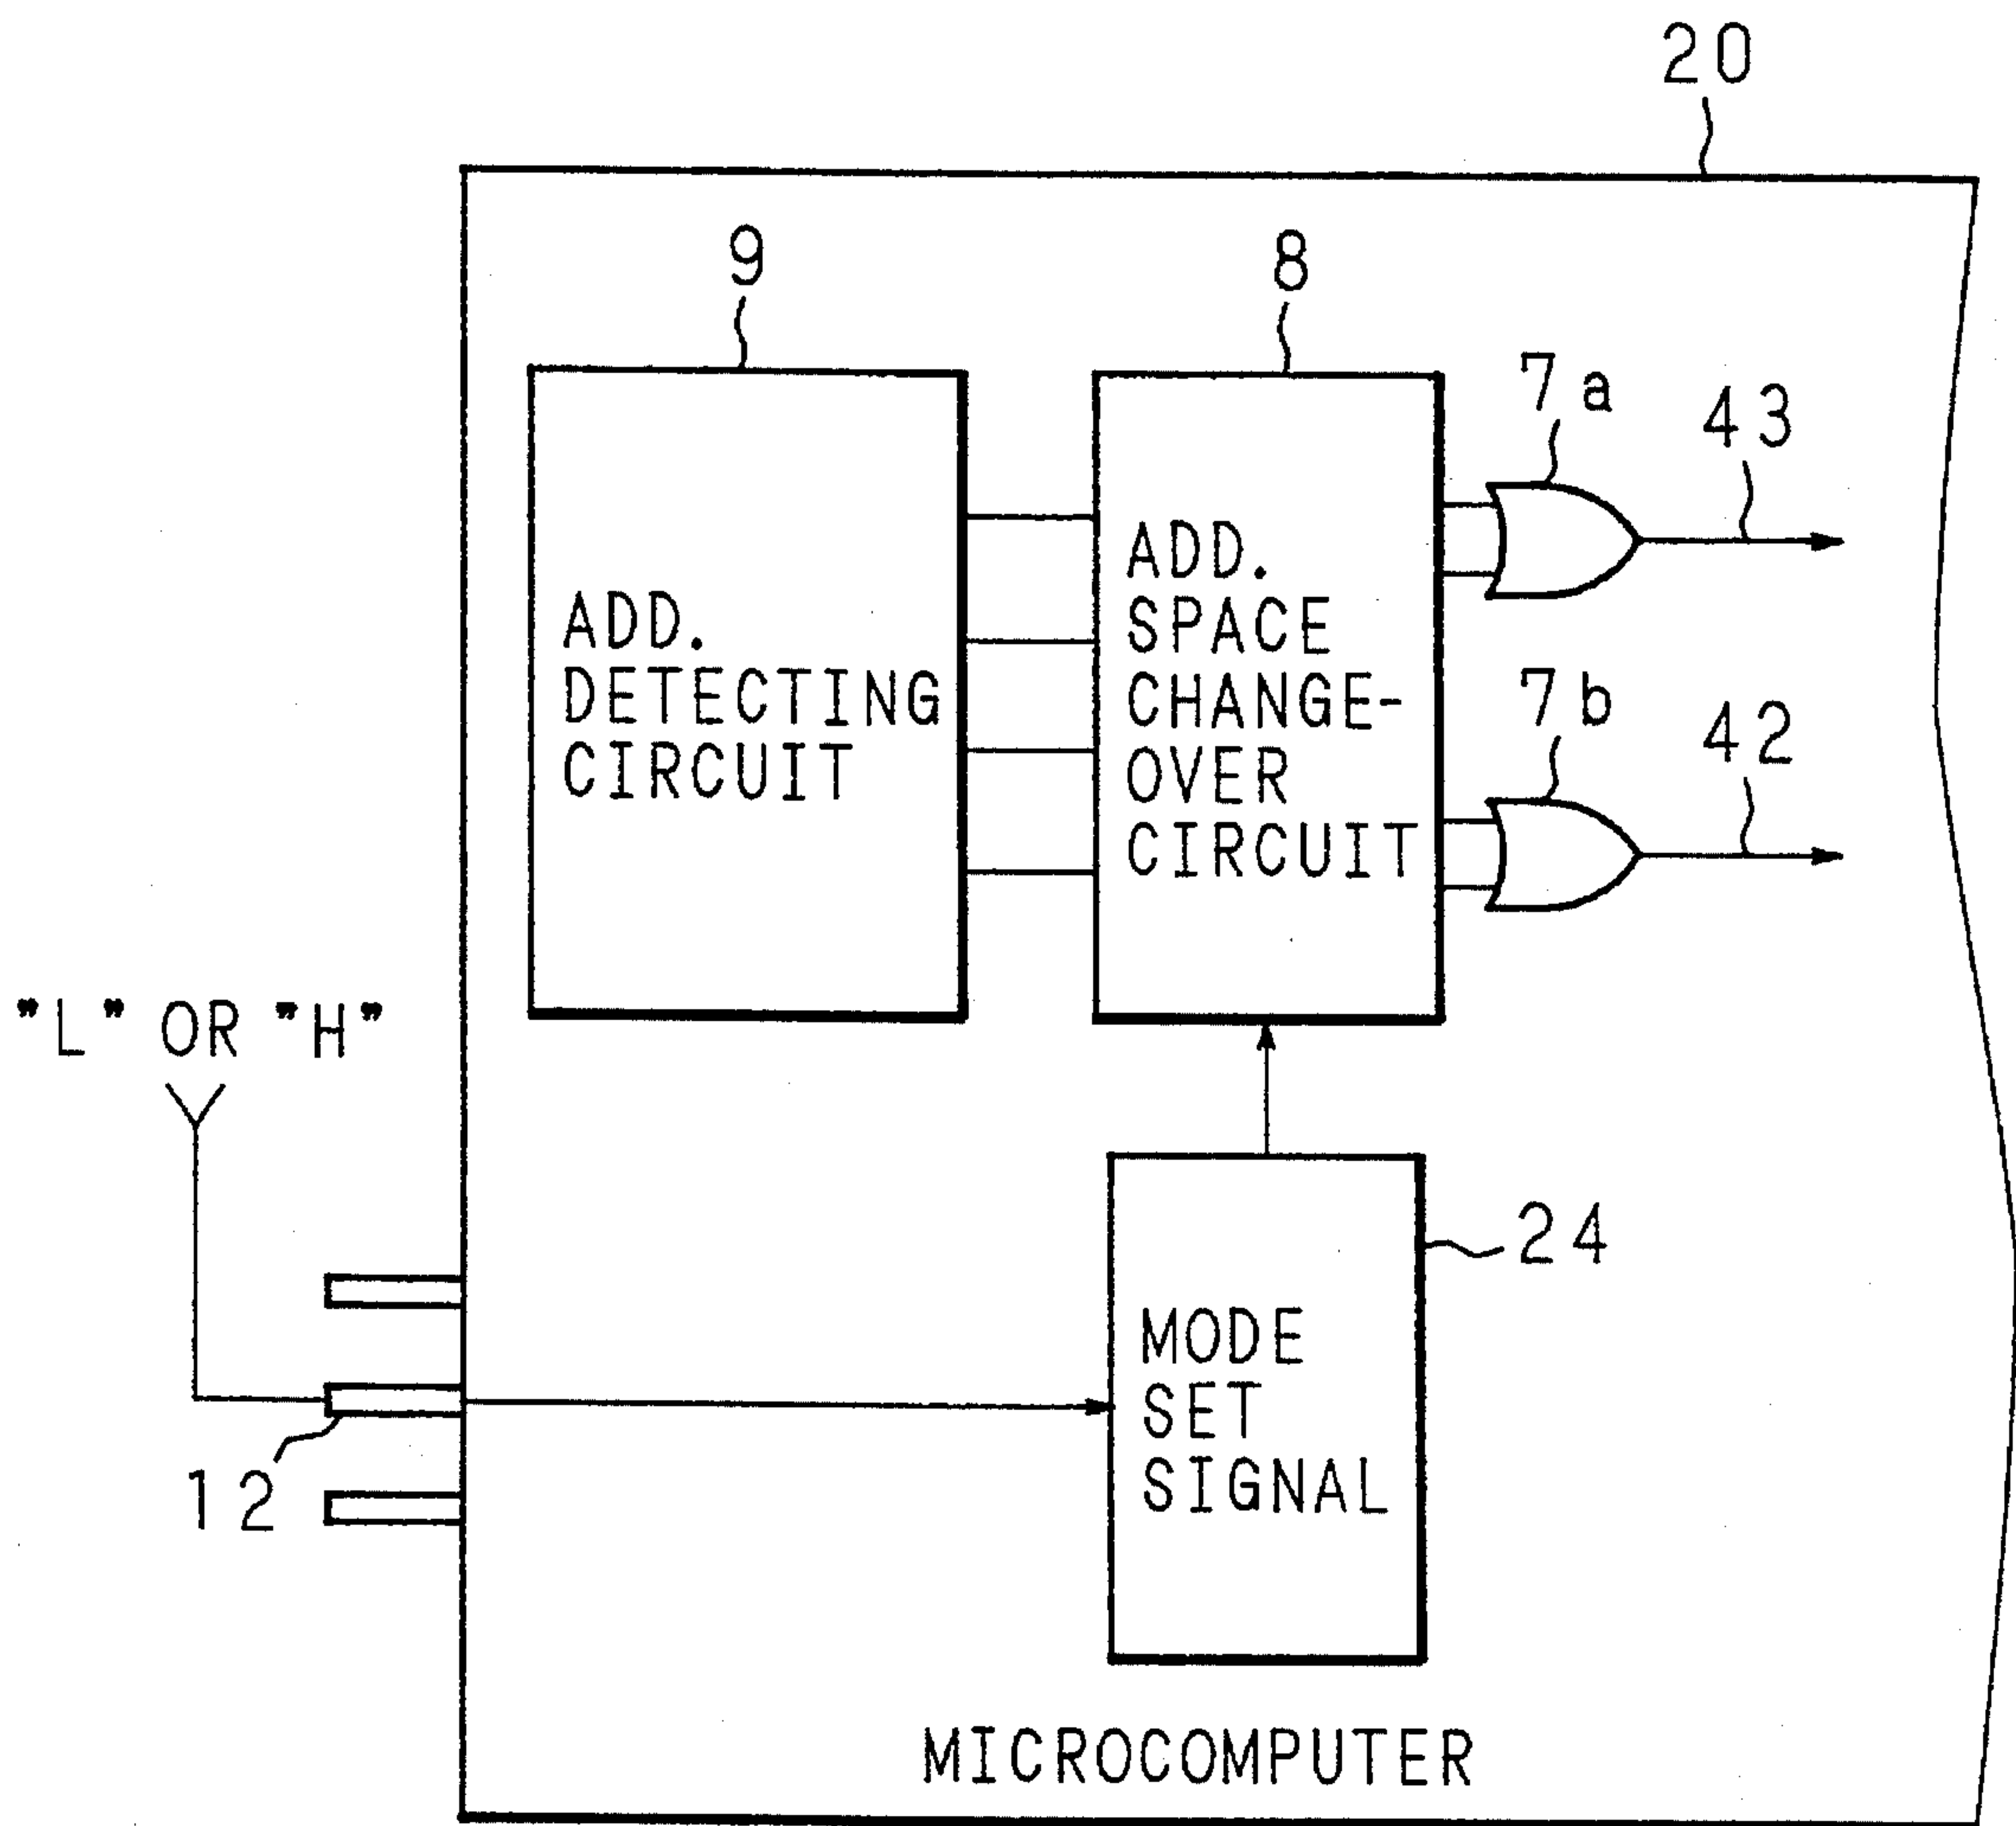 20
9
8
7a
43
ADD.
DETECTING
CIRCUIT
ADD.
SPACE
CHANGE-
OVER
CIRCUIT
7b
42
"L" OR "H"
24
MODE
SET
SIGNAL
12
MICROCOMPUTER